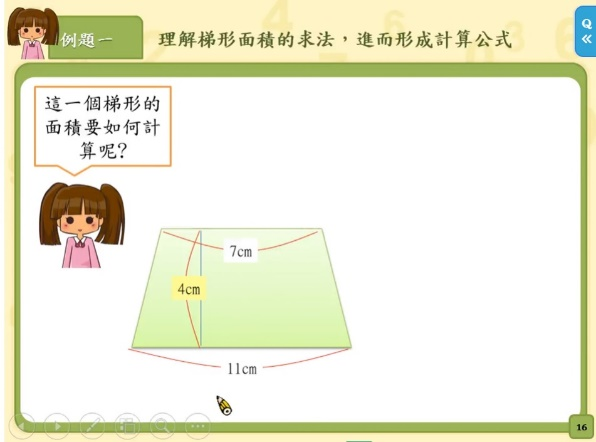 例題一
理解梯形面積的求法，進而形成計算公式
Q
這一個梯形的
面積要如何計
算呢?
7cm
4cm
11cm
16